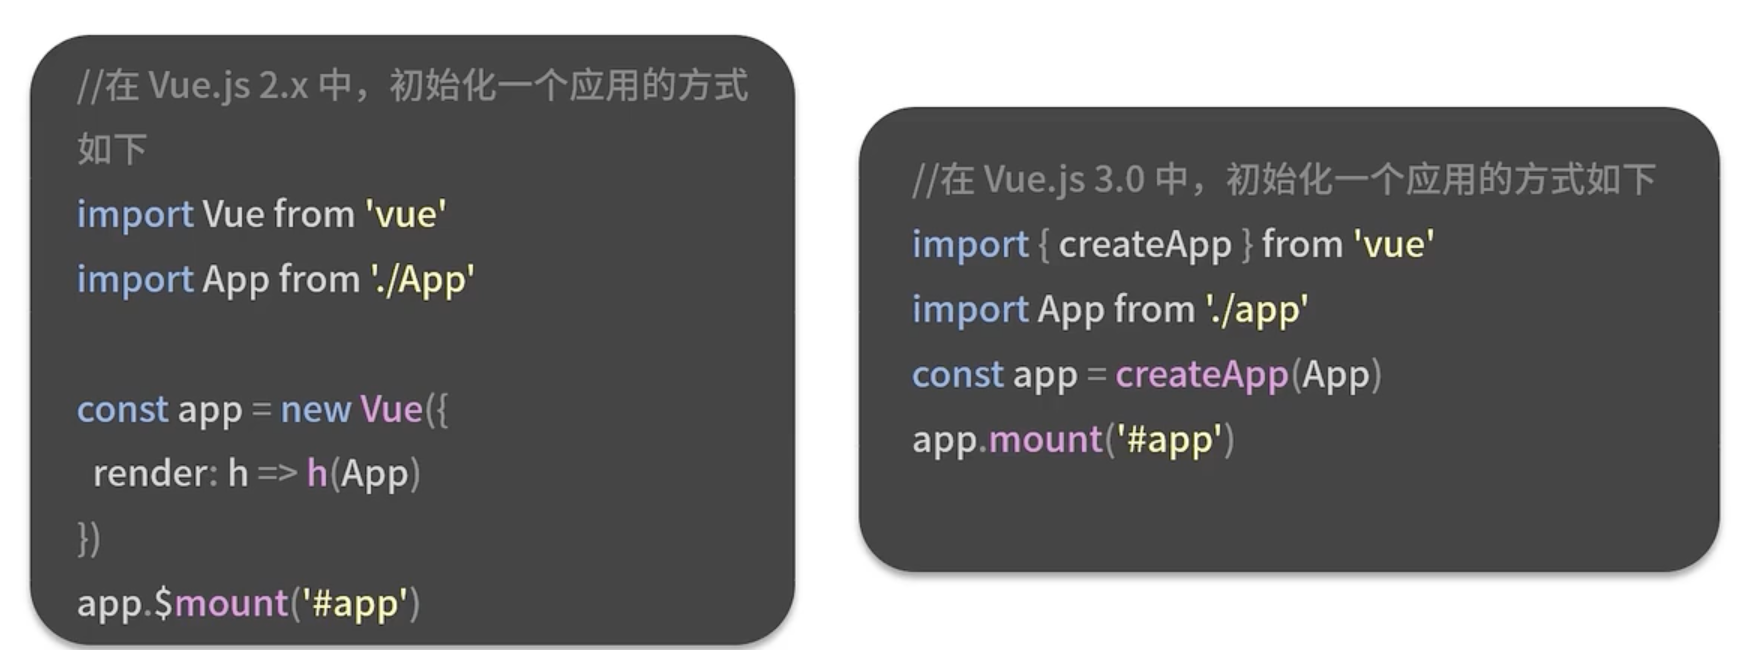 //在 Vue.js 2.x 中，初始化一个应用的方式
如下
import Vue from 'vue'
import App from './App'
const app = new Vue({
  render: h => h(App)
})
app.$mount('#app')
//在 Vue.js 3.0 中，初始化一个应用的方式如下
import { createApp } from 'vue'
import App from './app'
const app = createApp(App)
app.mount('#app')